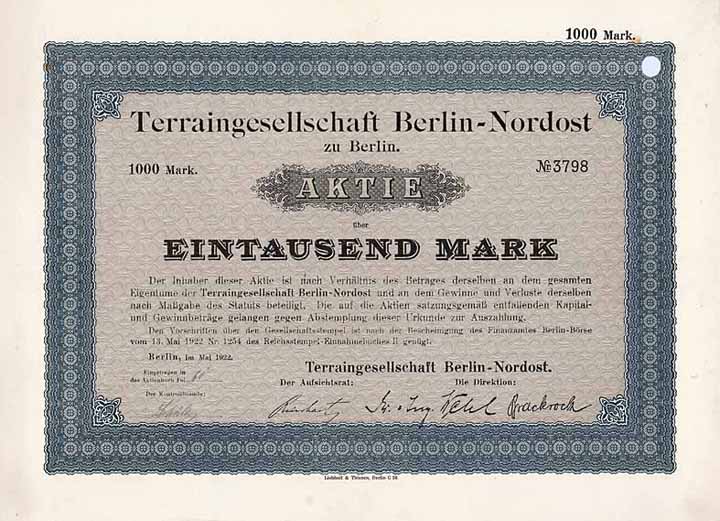 1000 Mark.
Terraingesellschaft Berlin-Nordost
zu Berlin.
1000 Mark.
№3798
AKTIE
über
EINTAUSEND MARK
Der Inhaber dieser Aktie ist nach Verhältnis des Betrages derselben an dem gesamten
Eigentume der Terraingesellschaft Berlin-Nordost und an dem Gewinne und Verluste derselben
nach Maßgabe des Statuts beteiligt. Die auf die Aktien satzungsgemäß entfallenden Kapital-
und Gewinnbeträge gelangen gegen Abstemplung dieser Urkunde zur Auszahlung.
Den Vorschriften über den Gesellschaftsstempel ist nach der Bescheinigung des Finanzamtes Berlin-Börse
vom 13. Mai 1922 Nr. 1254 des Reichsstempel-Einnahmebuches II genügt.
Berlin, im Mai 1922.
Terraingesellschaft Berlin-Nordost.
Eingetragen in
das Aktienbuch Fol.
Der Aufsichtsrat:
Die Direktion:
Der Kontrollbeamte:
Berlin C